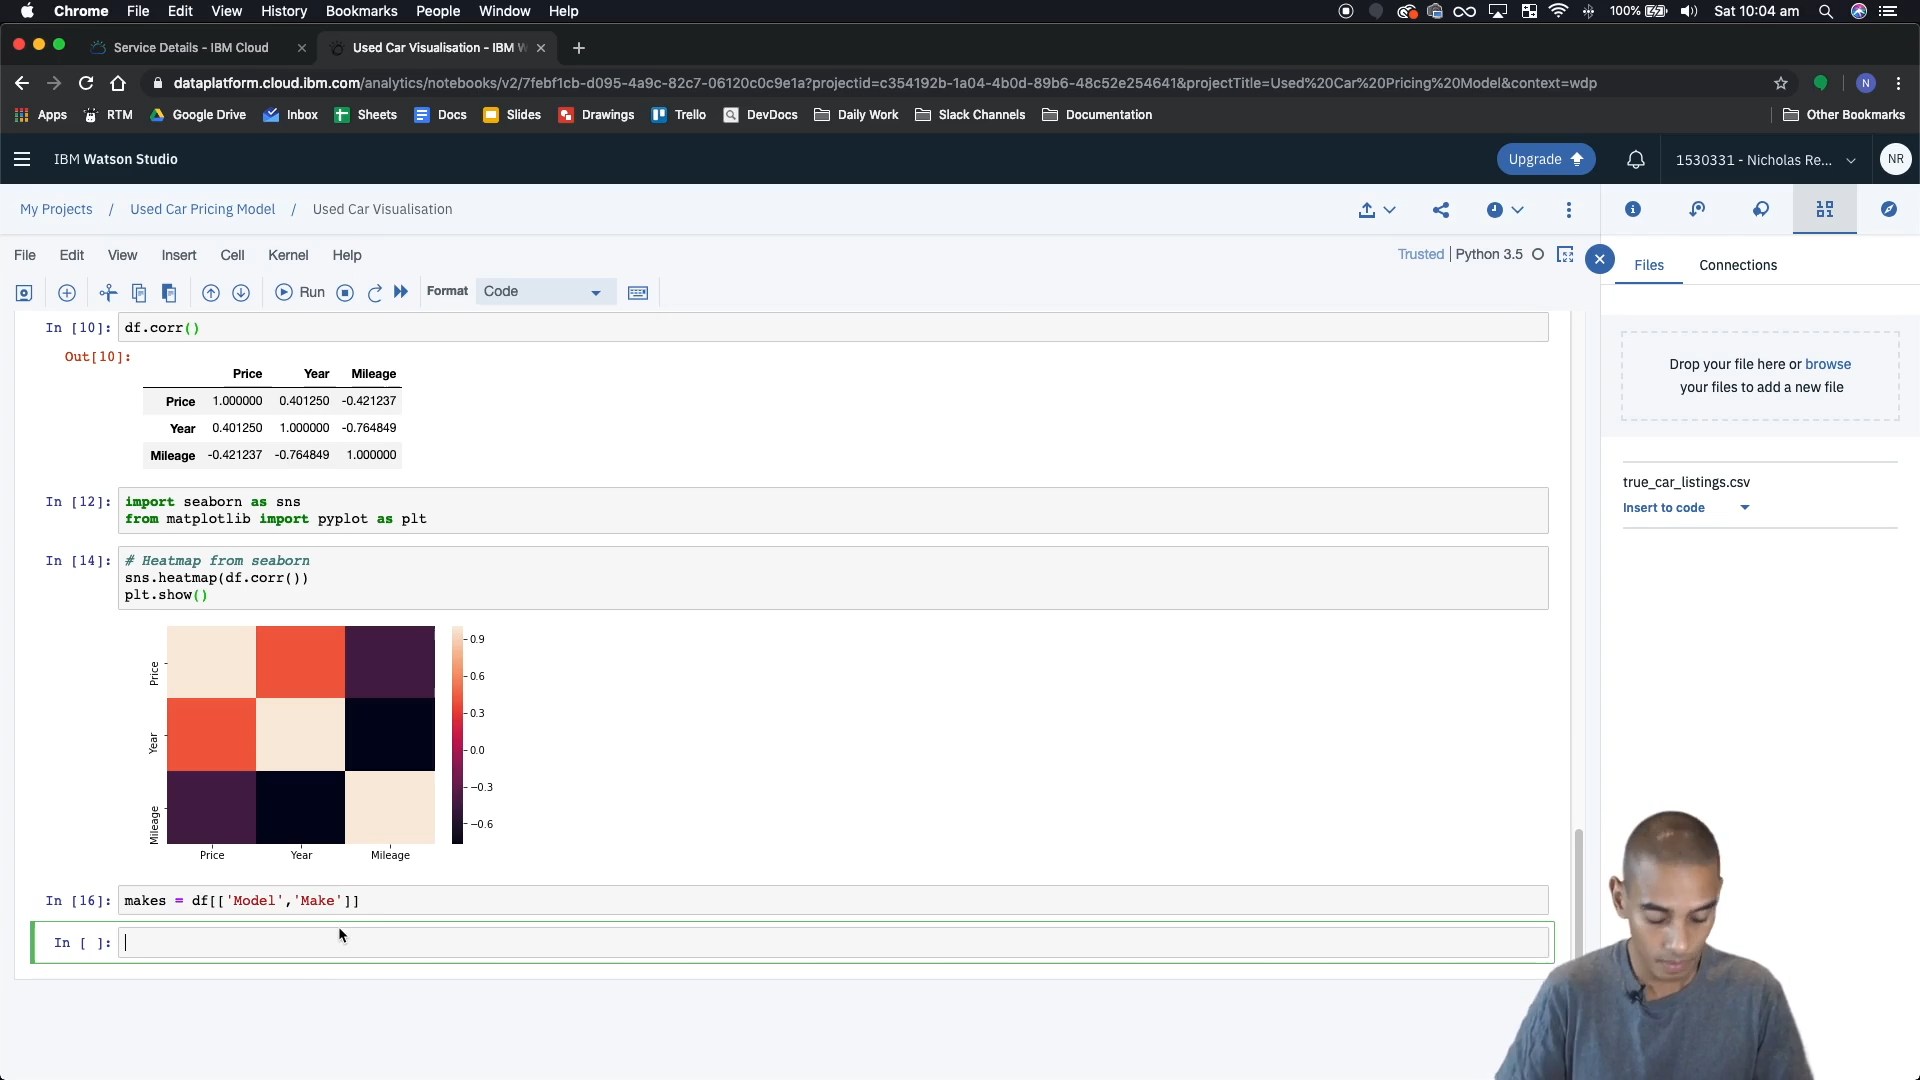 Chrome File Edit View History Bookmarks People Window Help 100% Sat 10:04 am
Service Details - IBM Cloud
Used Car Visualisation - IBM W
dataplatform.cloud.ibm.com/analytics/notebooks/v2/7febf1cb-d095-4a9c-82c7-06120c0c9e1a?projectid=c354192b-1a04-4b0d-89b6-48c52e254641&projectTitle=Used%20Car%20Pricing%20Model&context=wdp N
Apps RTM Google Drive Inbox Sheets Docs Slides Drawings Trello DevDocs Daily Work Slack Channels Documentation Other Bookmarks
IBM Watson Studio Upgrade 1530331 - Nicholas Re... NR
My Projects / Used Car Pricing Model / Used Car Visualisation
File Edit View Insert Cell Kernel Help Trusted | Python 3.5
Run Format Code
Files Connections
Drop your file here or browse
your files to add a new file
true_car_listings.csv
Insert to code
In [10]: df.corr()
Out[10]:
Price Year Mileage
Price 1.000000 0.401250 -0.421237
Year 0.401250 1.000000 -0.764849
Mileage -0.421237 -0.764849 1.000000
In [12]: import seaborn as sns
from matplotlib import pyplot as plt
In [14]: # Heatmap from seaborn
sns.heatmap(df.corr())
plt.show()
Price
Year
Mileage
Price Year Mileage
0.9
0.6
0.3
0.0
−0.3
−0.6
In [16]: makes = df[['Model','Make']]
In [ ]: